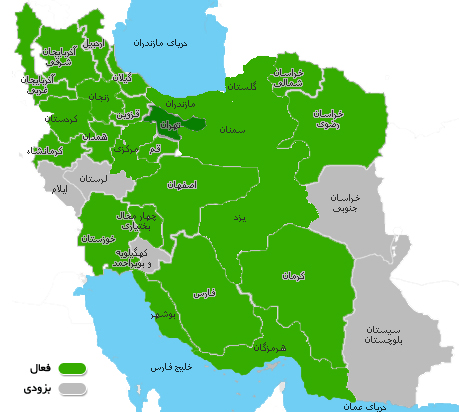 دریای مازندران
اردبیل
آذربایجان
شرقی
آذربایجان
غربی
گیلان
خراسان
شمالی
گلستان
زنجان
مازندران
خراسان
رضوی
کردستان
قزوین
تهران
سمنان
همدان
مرکزی
قم
کرمانشاه
لرستان
ایلام
اصفهان
خراسان
جنوبی
چهار محال
بختیاری
یزد
خوزستان
کهگیلویه
و بویراحمد
کرمان
فارس
بوشهر
سیستان
بلوچستان
هرمزگان
خلیج فارس
فعال
بزودی
دریای عمان